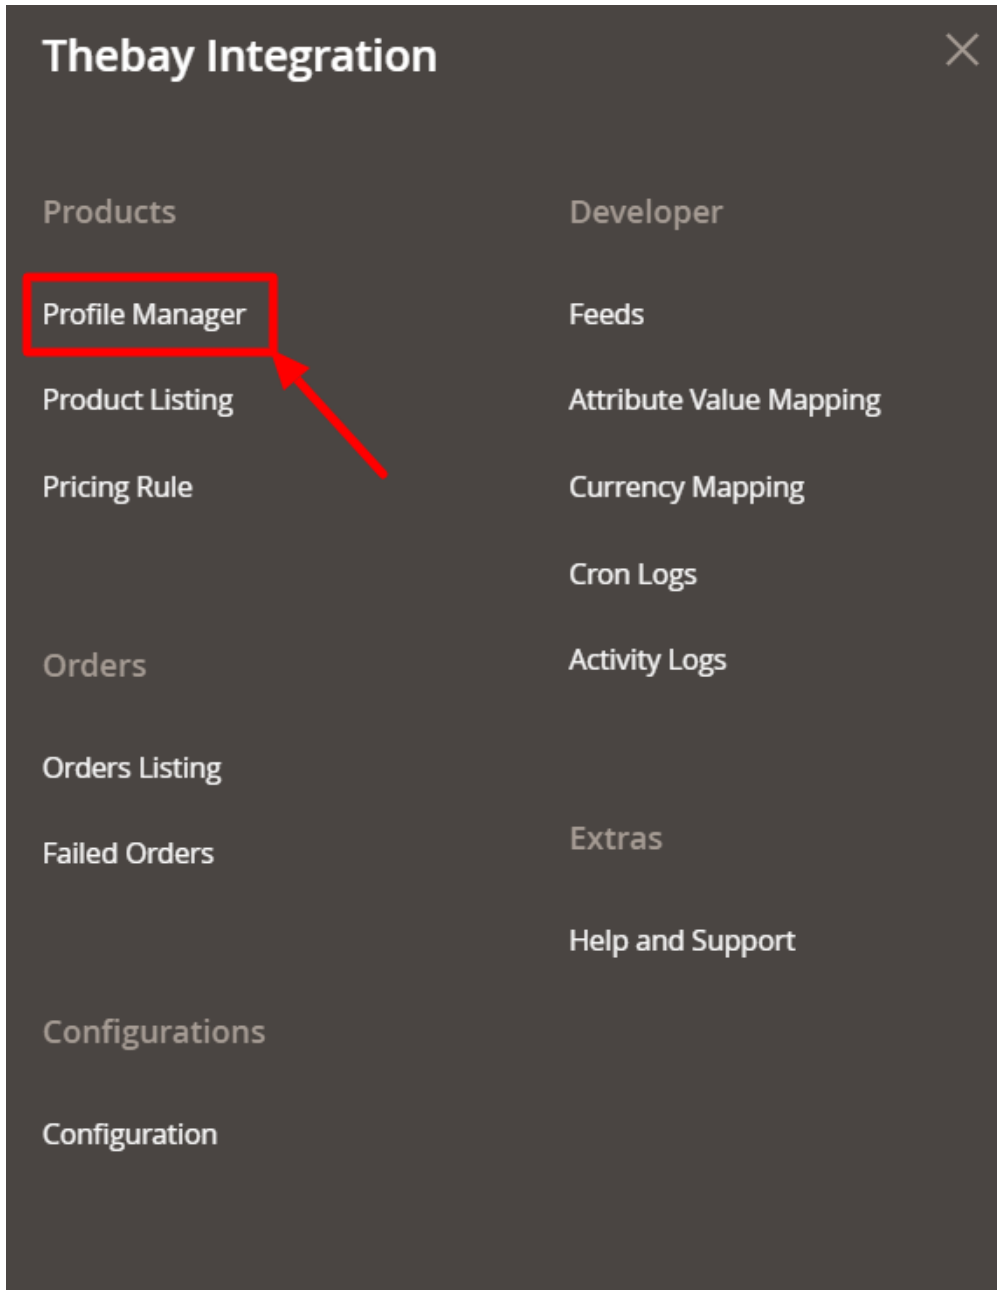 Thebay Integration
Products
Profile Manager
Product Listing
Pricing Rule
Orders
Orders Listing
Failed Orders
Configurations
Configuration
Developer
Feeds
Attribute Value Mapping
Currency Mapping
Cron Logs
Activity Logs
Extras
Help and Support